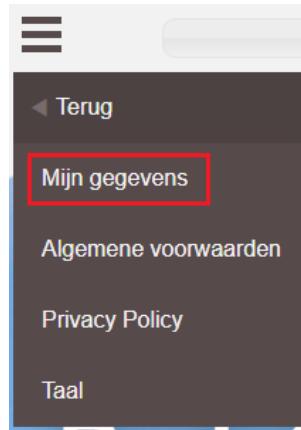 Terug
Mijn gegevens
Algemene voorwaarden
Privacy Policy
Taal